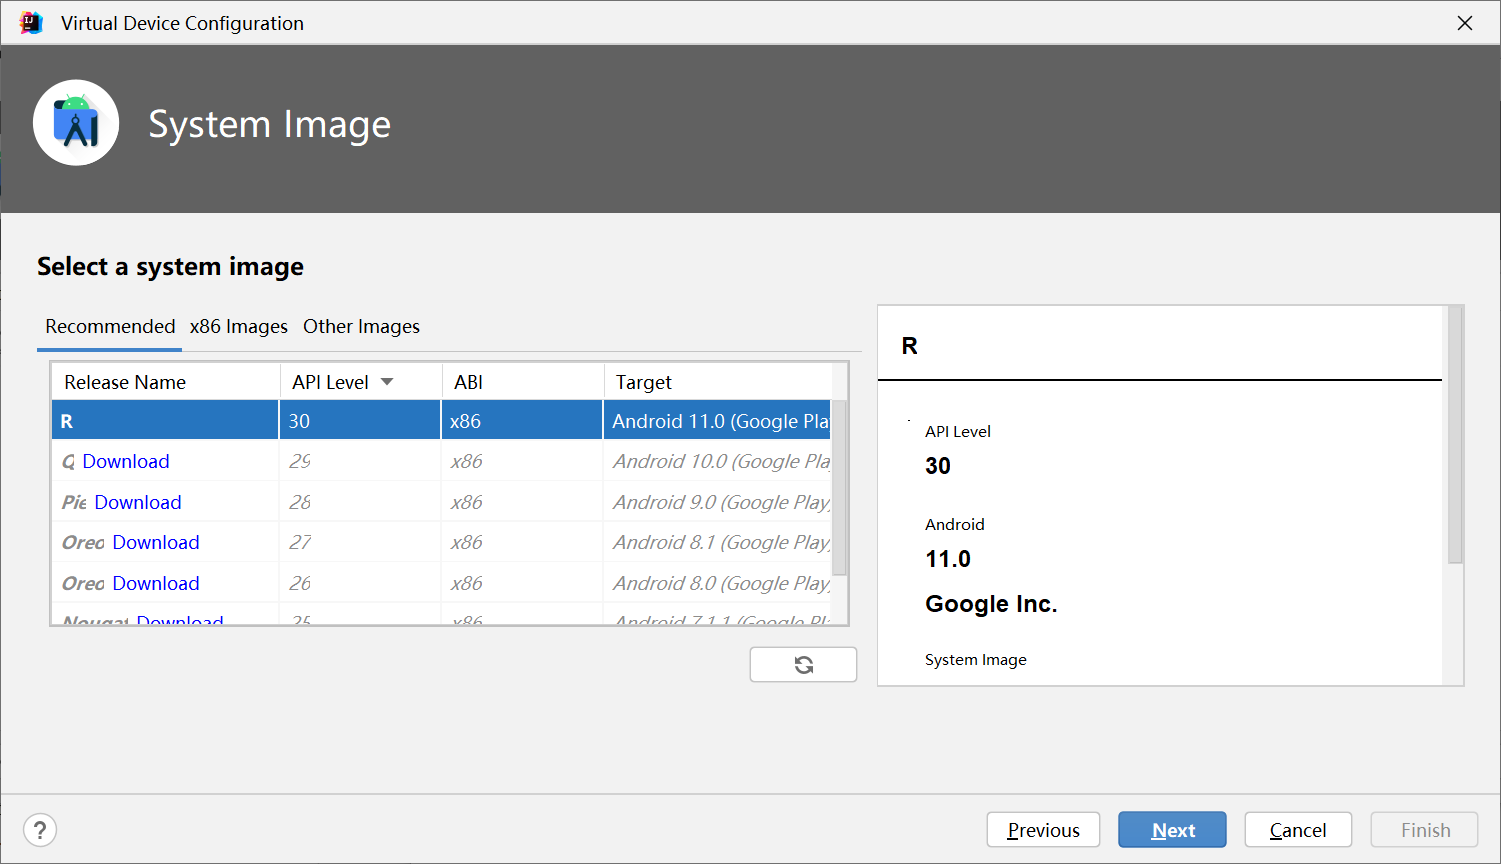 Virtual Device Configuration
System Image
Select a system image
Recommended x86 Images Other Images
Release Name API Level ABI Target
R 30 x86 Android 11.0 (Google Pla
Q Download 29 x86 Android 10.0 (Google Pla
Pie Download 28 x86 Android 9.0 (Google Play)
Oreo Download 27 x86 Android 8.1 (Google Play)
Oreo Download 26 x86 Android 8.0 (Google Play)
Nougat Download 25 x86 Android 7.1.1 (Google Pl
R
API Level
30
Android
11.0
Google Inc.
System Image
? Previous Next Cancel Finish